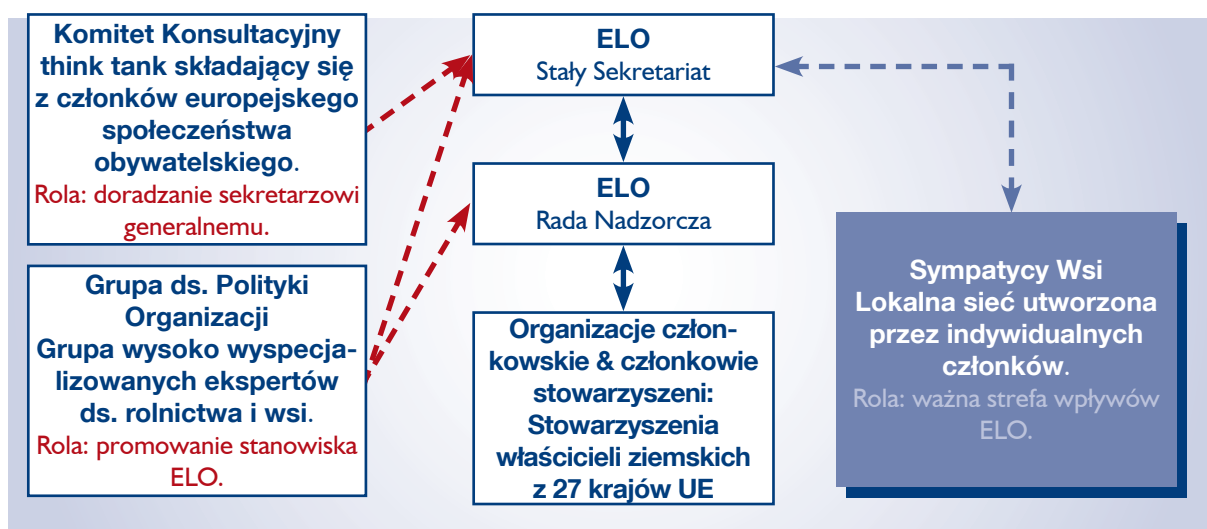 Komitet Konsultacyjny
think tank składający się
z członków europejskiego
społeczeństwa
obywatelskiego.
Rola: doradzanie sekretarzowi
generalnemu.
Grupa ds. Polityki
Organizacji
Grupa wysoko wyspecja-
lizowanych ekspertów
ds. rolnictwa i wsi.
Rola: promowanie stanowiska
ELO.
ELO
Stały Sekretariat
ELO
Rada Nadzorcza
Organizacje człon-
kowskie & członkowie
stowarzyszeni:
Stowarzyszenia
właścicieli ziemskich
z 27 krajów UE
Sympatycy Wsi
Lokalna sieć utworzona
przez indywidualnych
członków.
Rola: ważna strefa wpływów
ELO.